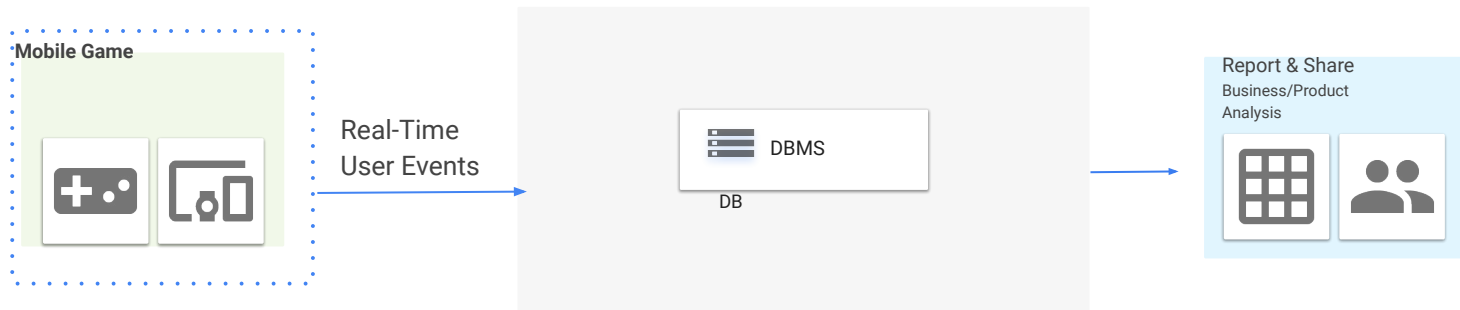 Mobile Game
Real-Time
User Events
DBMS
DB
Report & Share
Business/Product
Analysis